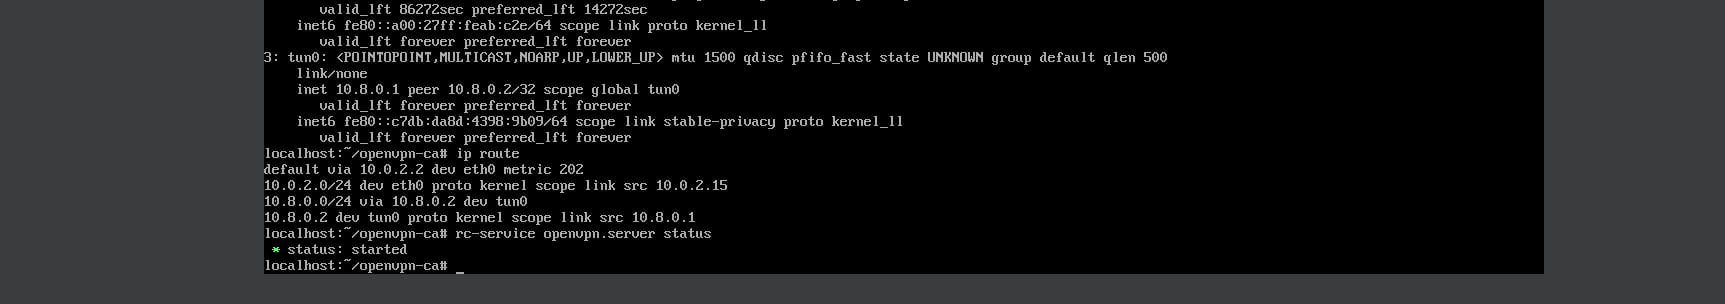 valid_lft 86272sec preferred_lft 14272sec
inet6 fe80::a00:27ff:feab:c2e/64 scope link proto kernel_ll
valid_lft forever preferred_lft forever
3: tun0: <POINTOPOINT,MULTICAST,NOARP,UP,LOWER_UP> mtu 1500 qdisc pfifo_fast state UNKNOWN group default qlen 500
link/none
inet 10.8.0.1 peer 10.8.0.2/32 scope global tun0
valid_lft forever preferred_lft forever
inet6 fe80::c7db:da8d:4398:9b09/64 scope link stable-privacy proto kernel_ll
valid_lft forever preferred_lft forever
localhost:~/openvpn-ca# ip route
default via 10.0.2.2 dev eth0 metric 202
10.0.2.0/24 dev eth0 proto kernel scope link src 10.0.2.15
10.8.0.0/24 via 10.8.0.2 dev tun0
10.8.0.2 dev tun0 proto kernel scope link src 10.8.0.1
localhost:~/openvpn-ca# rc-service openvpn.server status
* status: started
localhost:~/openvpn-ca# _